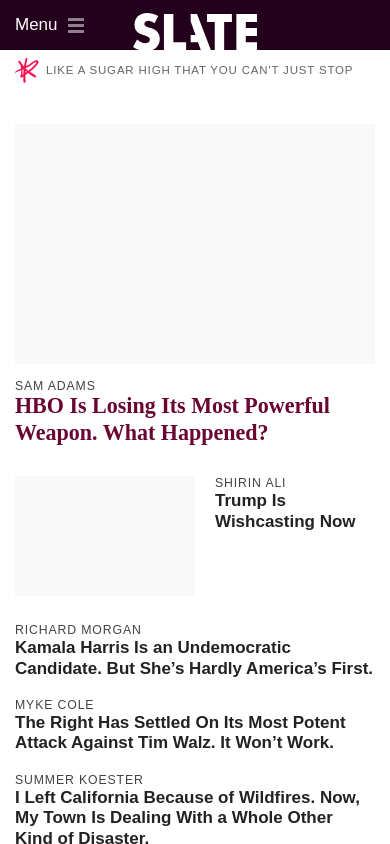 Menu
SLATE
LIKE A SUGAR HIGH THAT YOU CAN'T JUST STOP
SAM ADAMS
HBO Is Losing Its Most Powerful
Weapon. What Happened?
SHIRIN ALI
Trump Is
Wishcasting Now
RICHARD MORGAN
Kamala Harris Is an Undemocratic
Candidate. But She’s Hardly America’s First.
MYKE COLE
The Right Has Settled On Its Most Potent
Attack Against Tim Walz. It Won’t Work.
SUMMER KOESTER
I Left California Because of Wildfires. Now,
My Town Is Dealing With a Whole Other
Kind of Disaster.